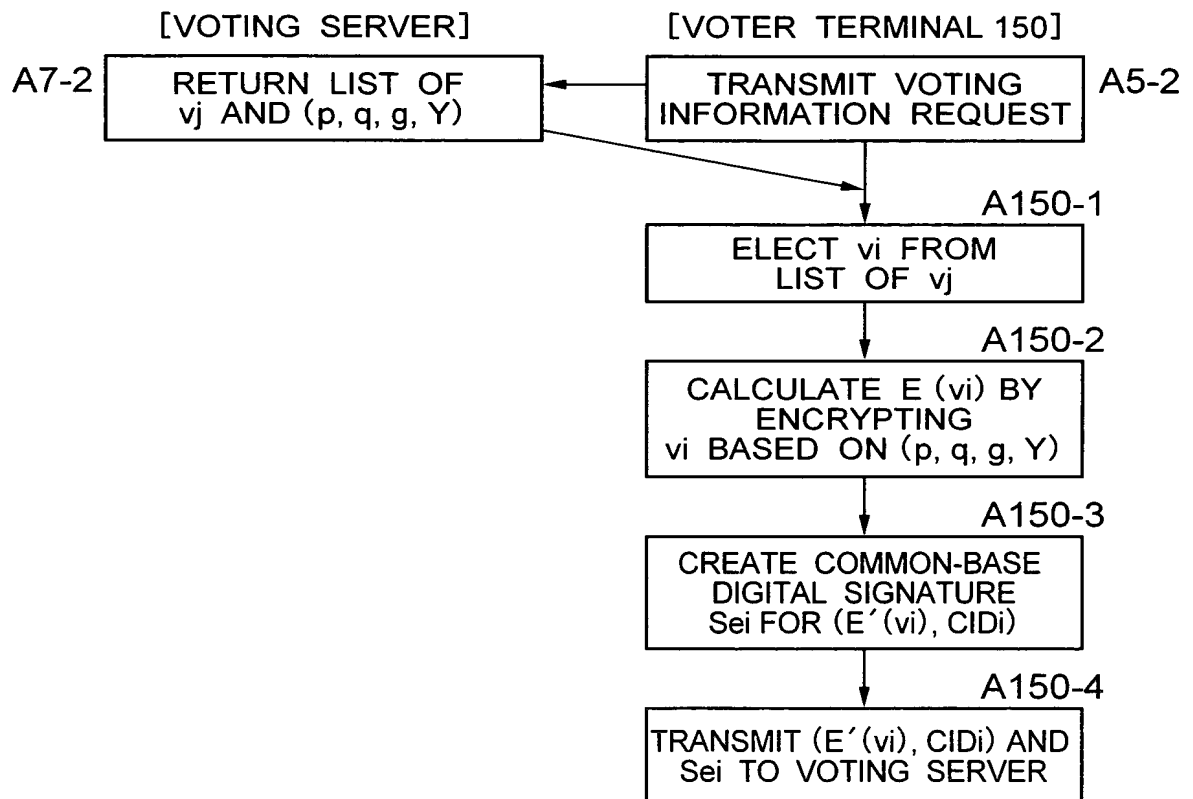 [VOTING SERVER]
[VOTER TERMINAL 150]
A7-2
RETURN LIST OF
vj AND (p, q, g, Y)
TRANSMIT VOTING
INFORMATION REQUEST
A5-2
A150-1
ELECT vi FROM
LIST OF vj
A150-2
CALCULATE E (vi) BY
ENCRYPTING
vi BASED ON (p, q, g, Y)
A150-3
CREATE COMMON-BASE
DIGITAL SIGNATURE
Sei FOR (E´(vi), CIDi)
A150-4
TRANSMIT (E´(vi), CIDi) AND
Sei TO VOTING SERVER